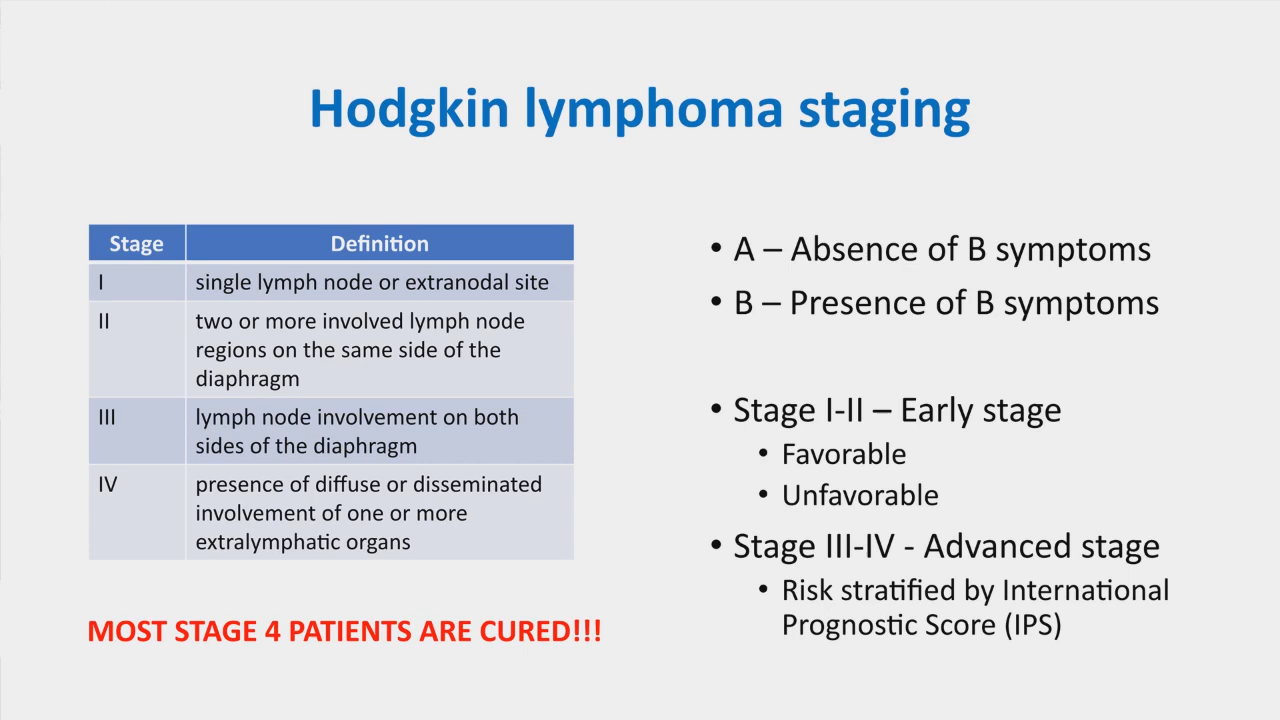 Hodgkin lymphoma staging
Stage Definition
I single lymph node or extranodal site
II two or more involved lymph node
regions on the same side of the
diaphragm
III lymph node involvement on both
sides of the diaphragm
IV presence of diffuse or disseminated
involvement of one or more
extralymphatic organs
MOST STAGE 4 PATIENTS ARE CURED!!!
• A – Absence of B symptoms
• B – Presence of B symptoms
• Stage I-II – Early stage
• Favorable
• Unfavorable
• Stage III-IV - Advanced stage
• Risk stratified by International
Prognostic Score (IPS)